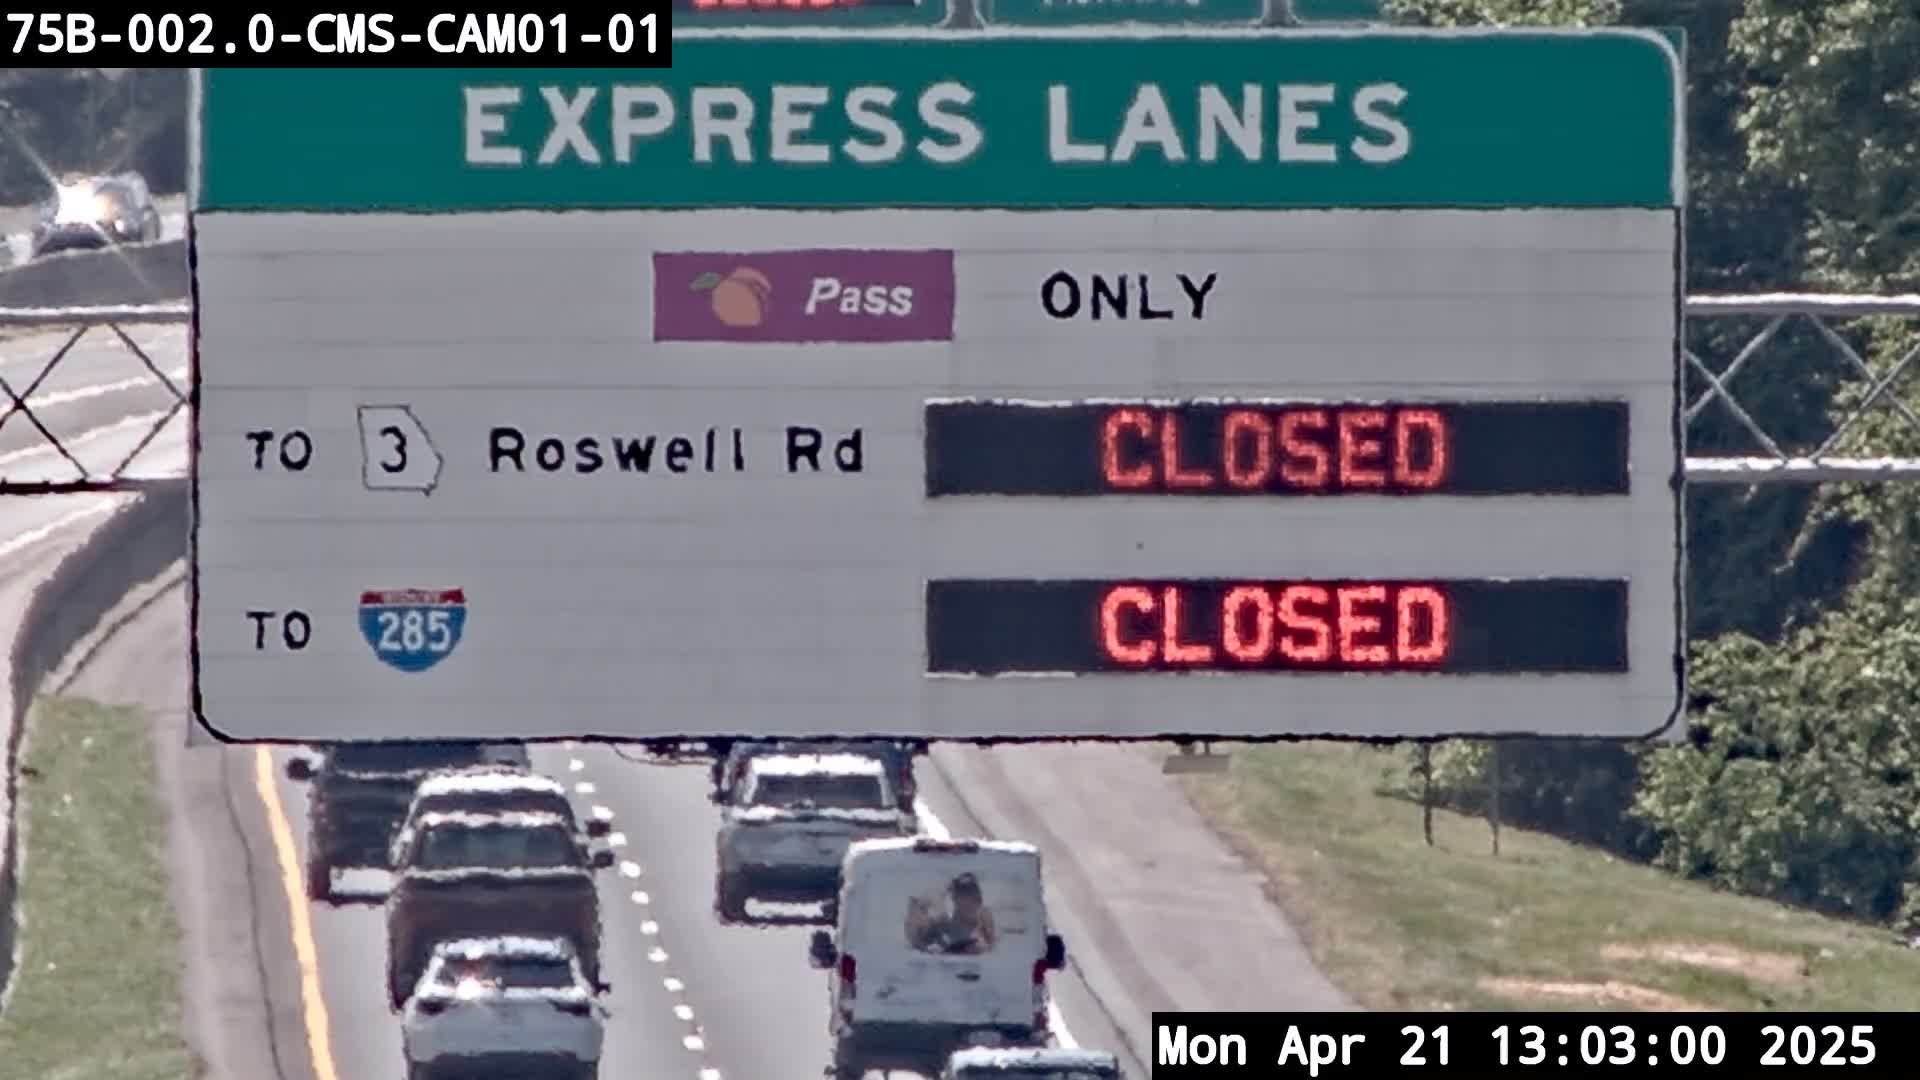 75B-002.0-CMS-CAM01-01
EXPRESS LANES
Pass ONLY
TO 3 Roswell Rd CLOSED
TO 285 CLOSED
Mon Apr 21 13:03:00 2025